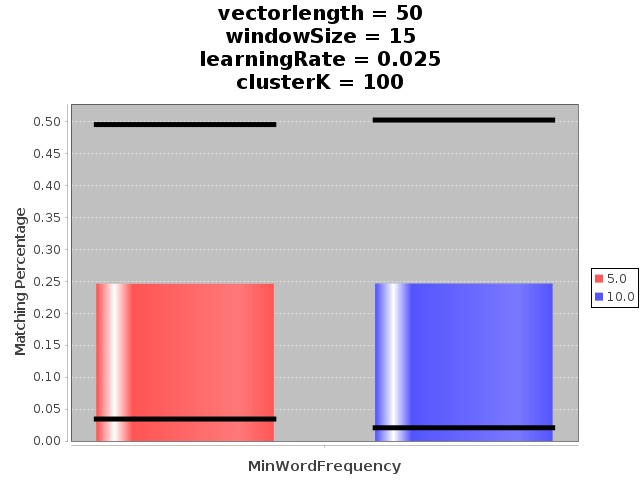 vectorlength = 50
windowSize = 15
learningRate = 0.025
clusterK = 100
Matching Percentage
0.50
0.45
0.40
0.35
0.30
0.25
0.20
0.15
0.10
0.05
0.00
MinWordFrequency
5.0
10.0